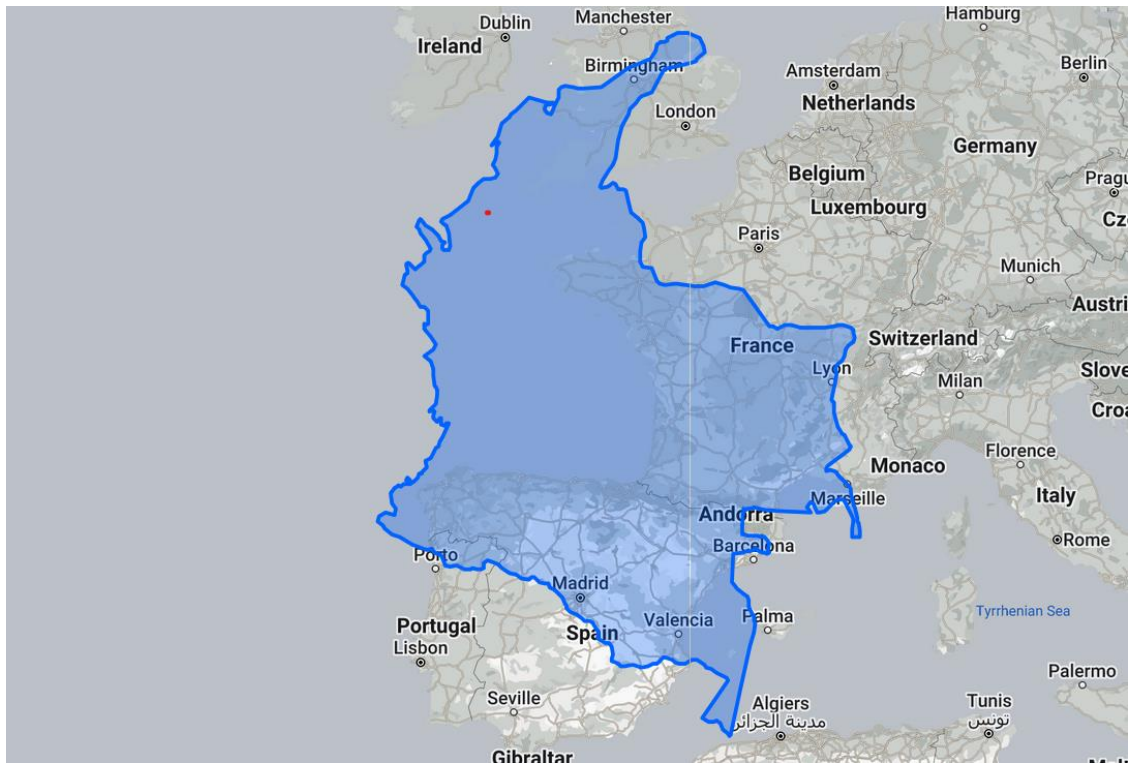 Dublin
Manchester
Hamburg
Ireland
Birmingham
Amsterdam
Berlin
Netherlands
London
Germany
Belgium
Pragu
Luxembourg
Cze
Paris
Munich
Austri
Switzerland
France
Lyon
Milan
Slove
Croa
Florence
Monaco
Marseille
Italy
Andorra
Barcelona
Rome
Porto
Madrid
Tyrrhenian Sea
Portugal
Valencia
Palma
Spain
Lisbon
Palermo
Seville
Algiers
مدينة الجزائر
Tunis
تونس
Gibraltar